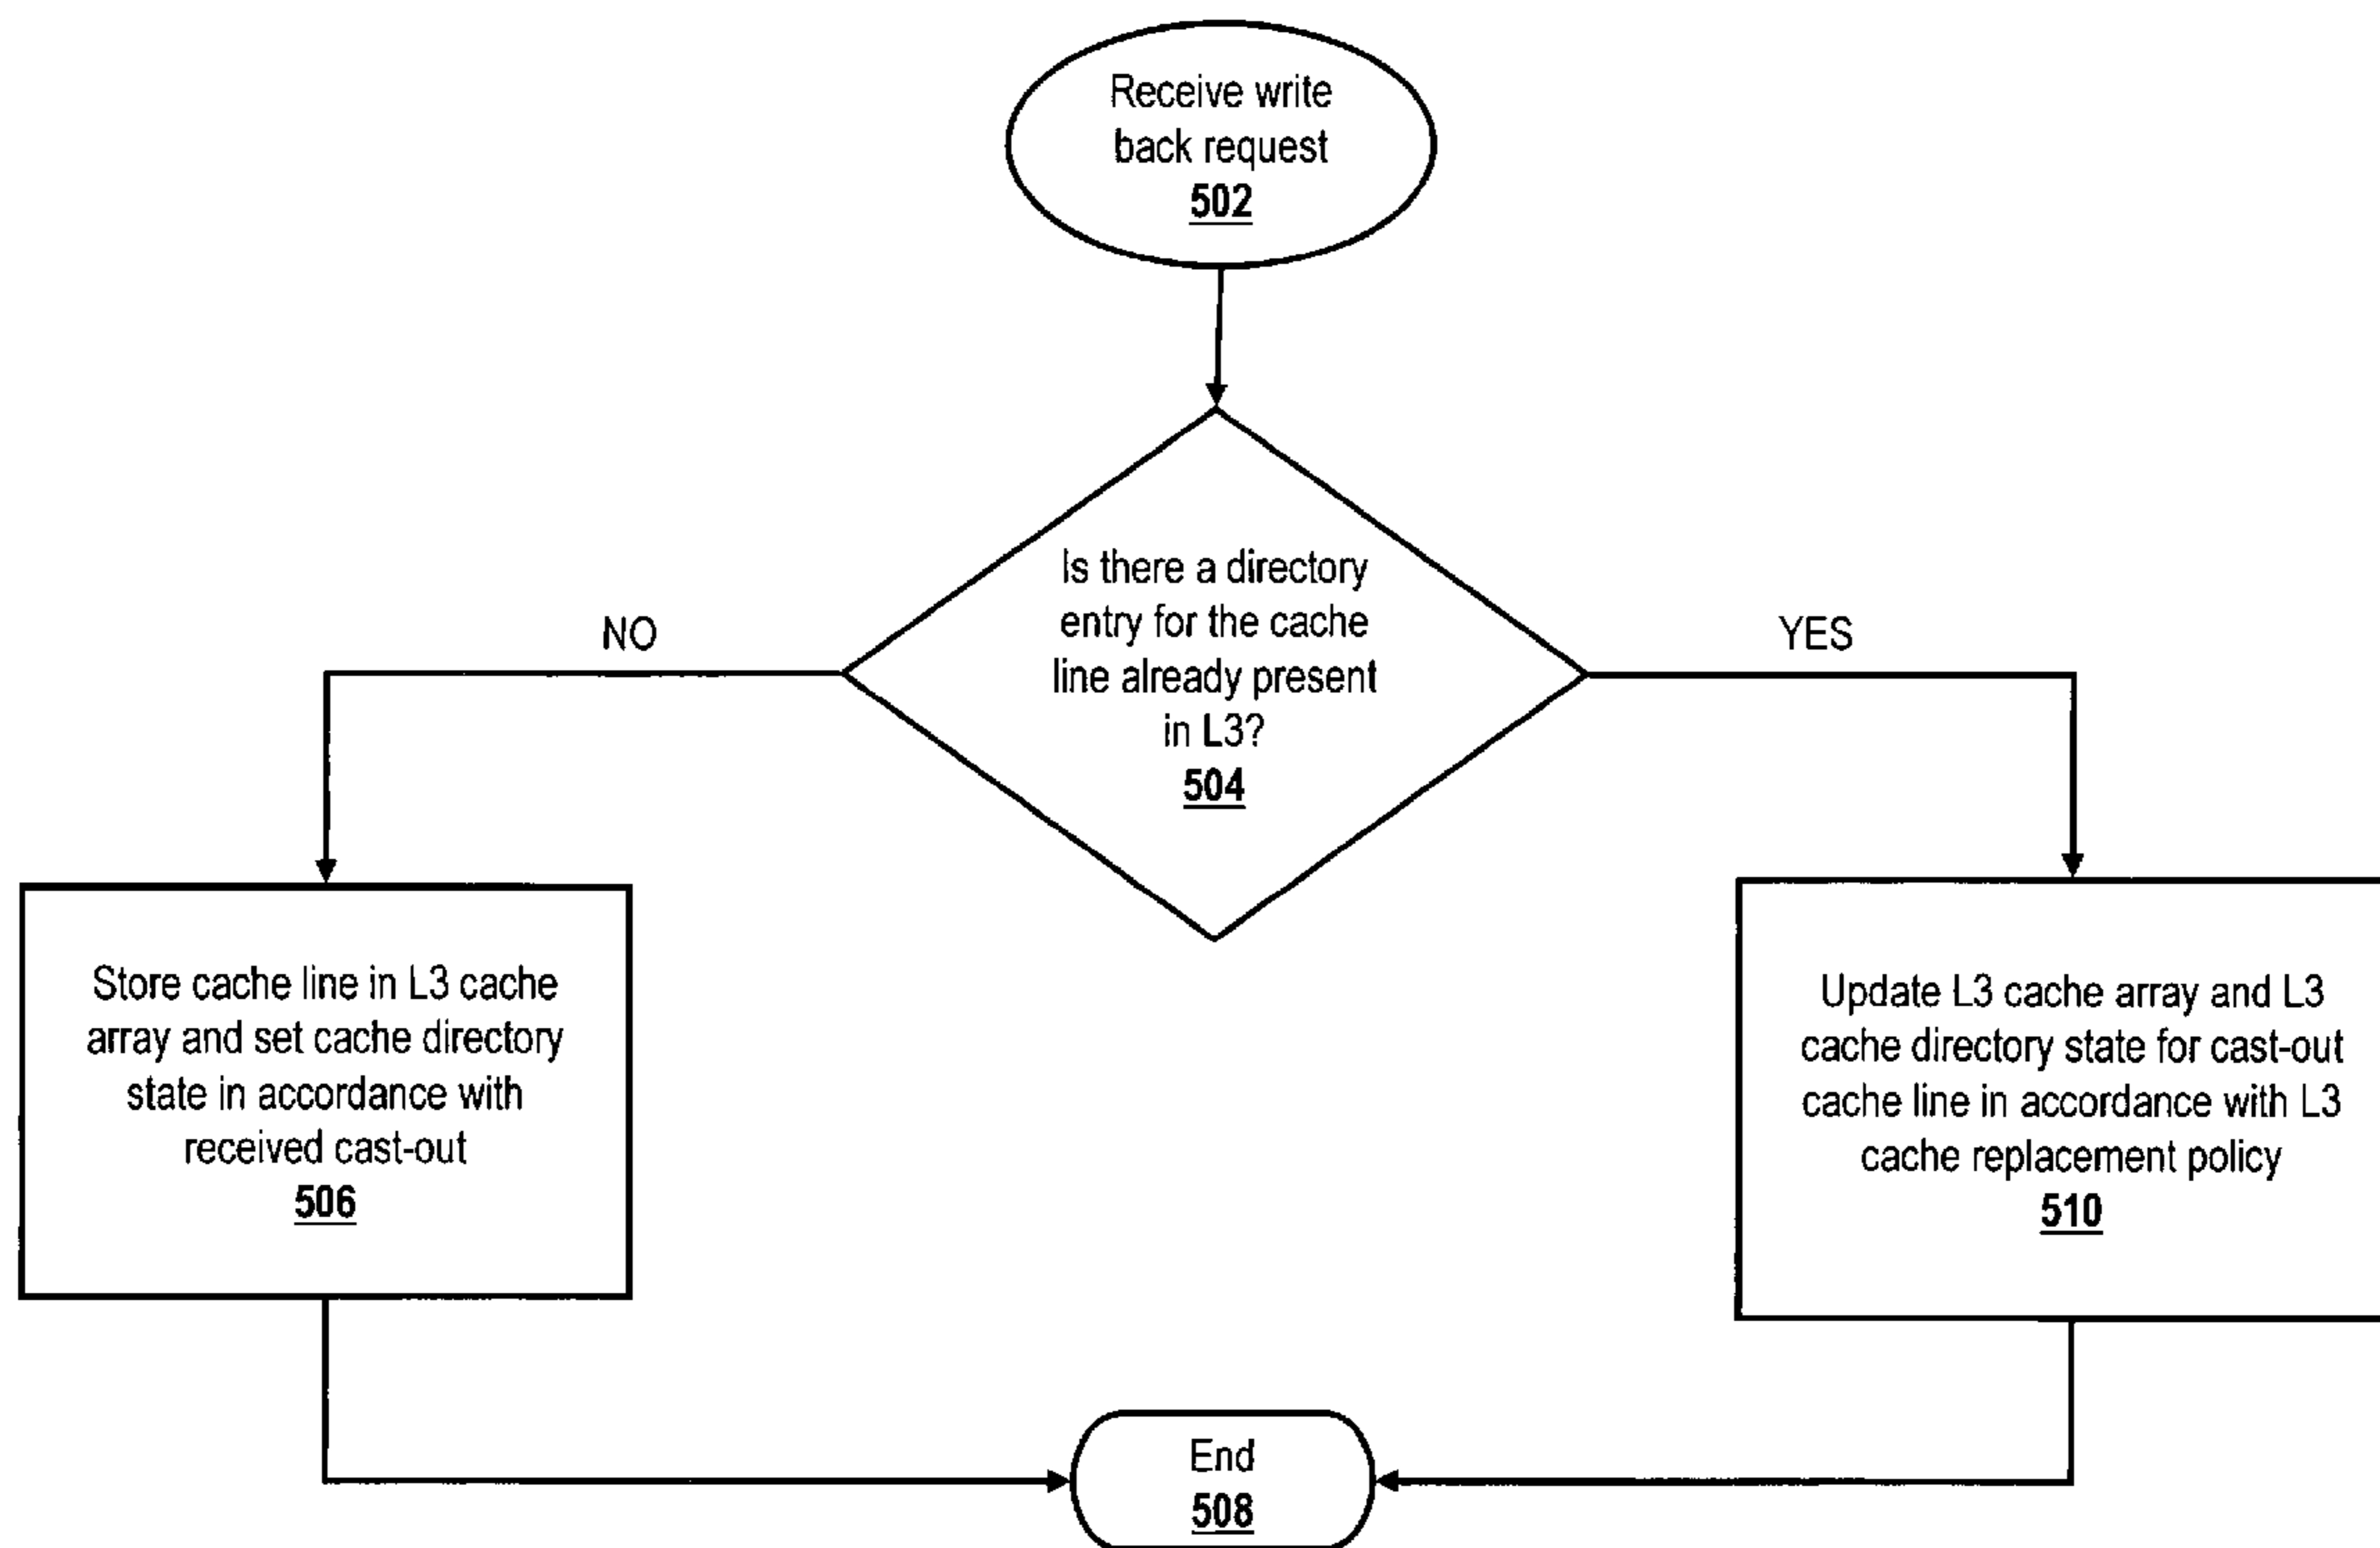 Receive write
back request
502
Is there a directory
entry for the cache
line already present
in L3?
504
NO
YES
Store cache line in L3 cache
array and set cache directory
state in accordance with
received cast-out
506
Update L3 cache array and L3
cache directory state for cast-out
cache line in accordance with L3
cache replacement policy
510
End
508